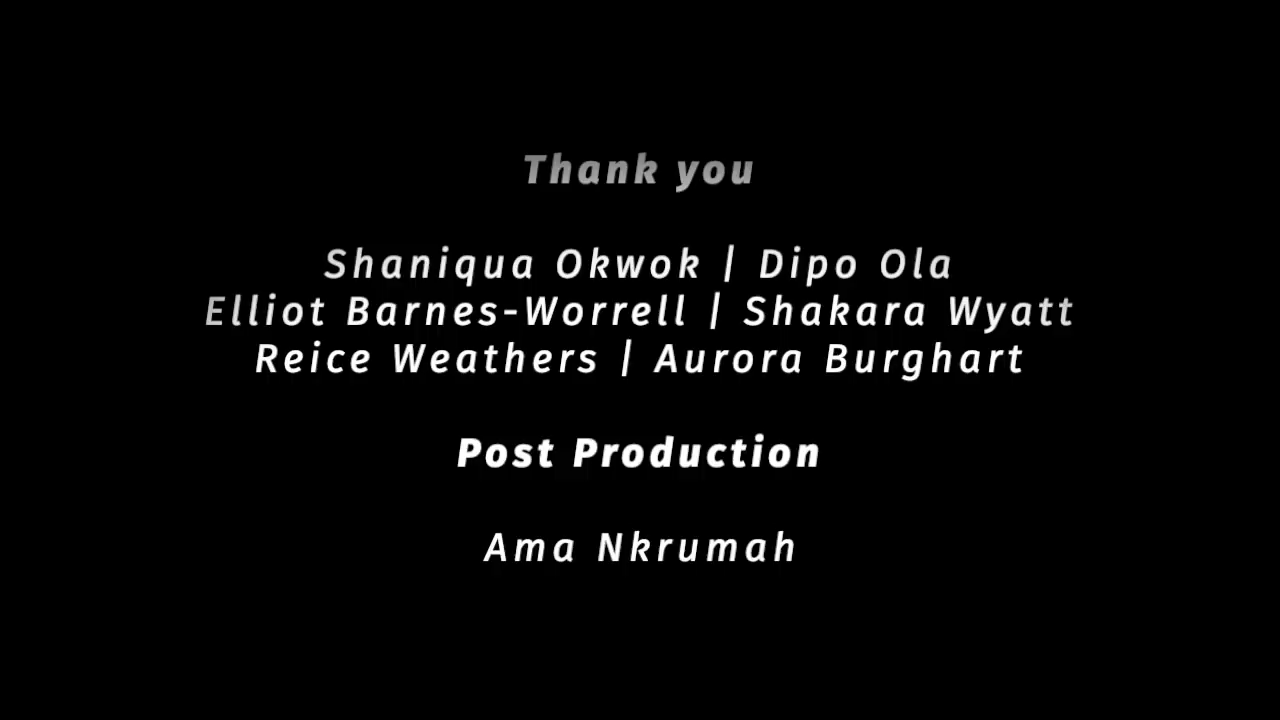 Thank you
Shaniqua Okwok | Dipo Ola
Elliot Barnes-Worrell | Shakara Wyatt
Reice Weathers | Aurora Burghart
Post Production
Ama Nkrumah